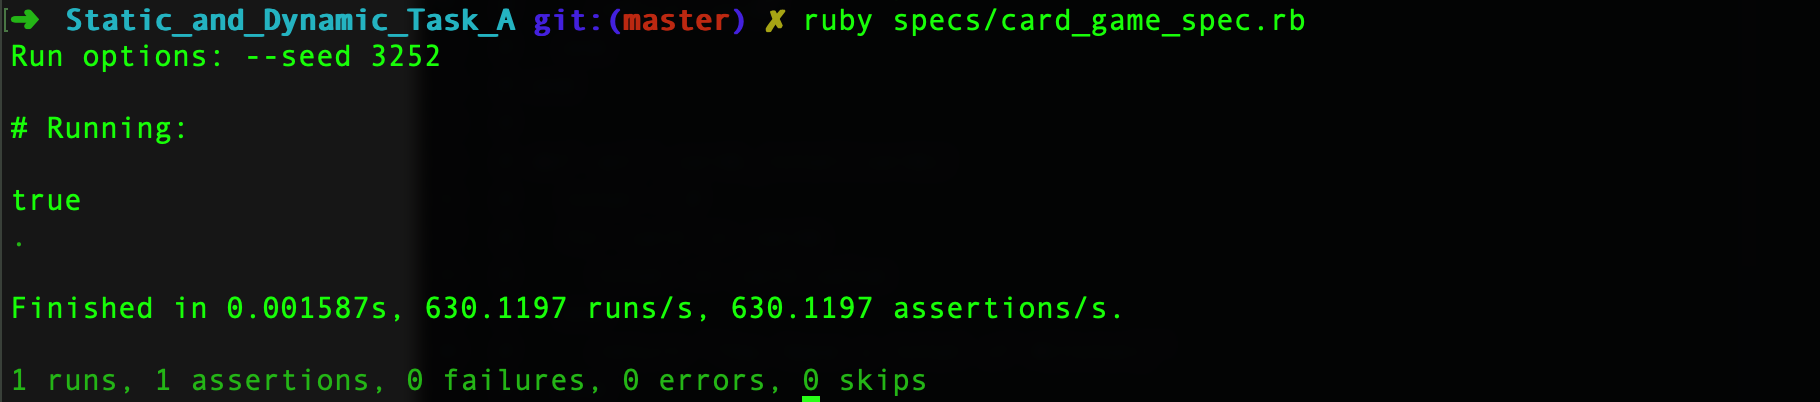 [➜ Static_and_Dynamic_Task_A git:(master) ✗ ruby specs/card_game_spec.rb
Run options: --seed 3252
# Running:
true
.
Finished in 0.001587s, 630.1197 runs/s, 630.1197 assertions/s.
1 runs, 1 assertions, 0 failures, 0 errors, 0 skips